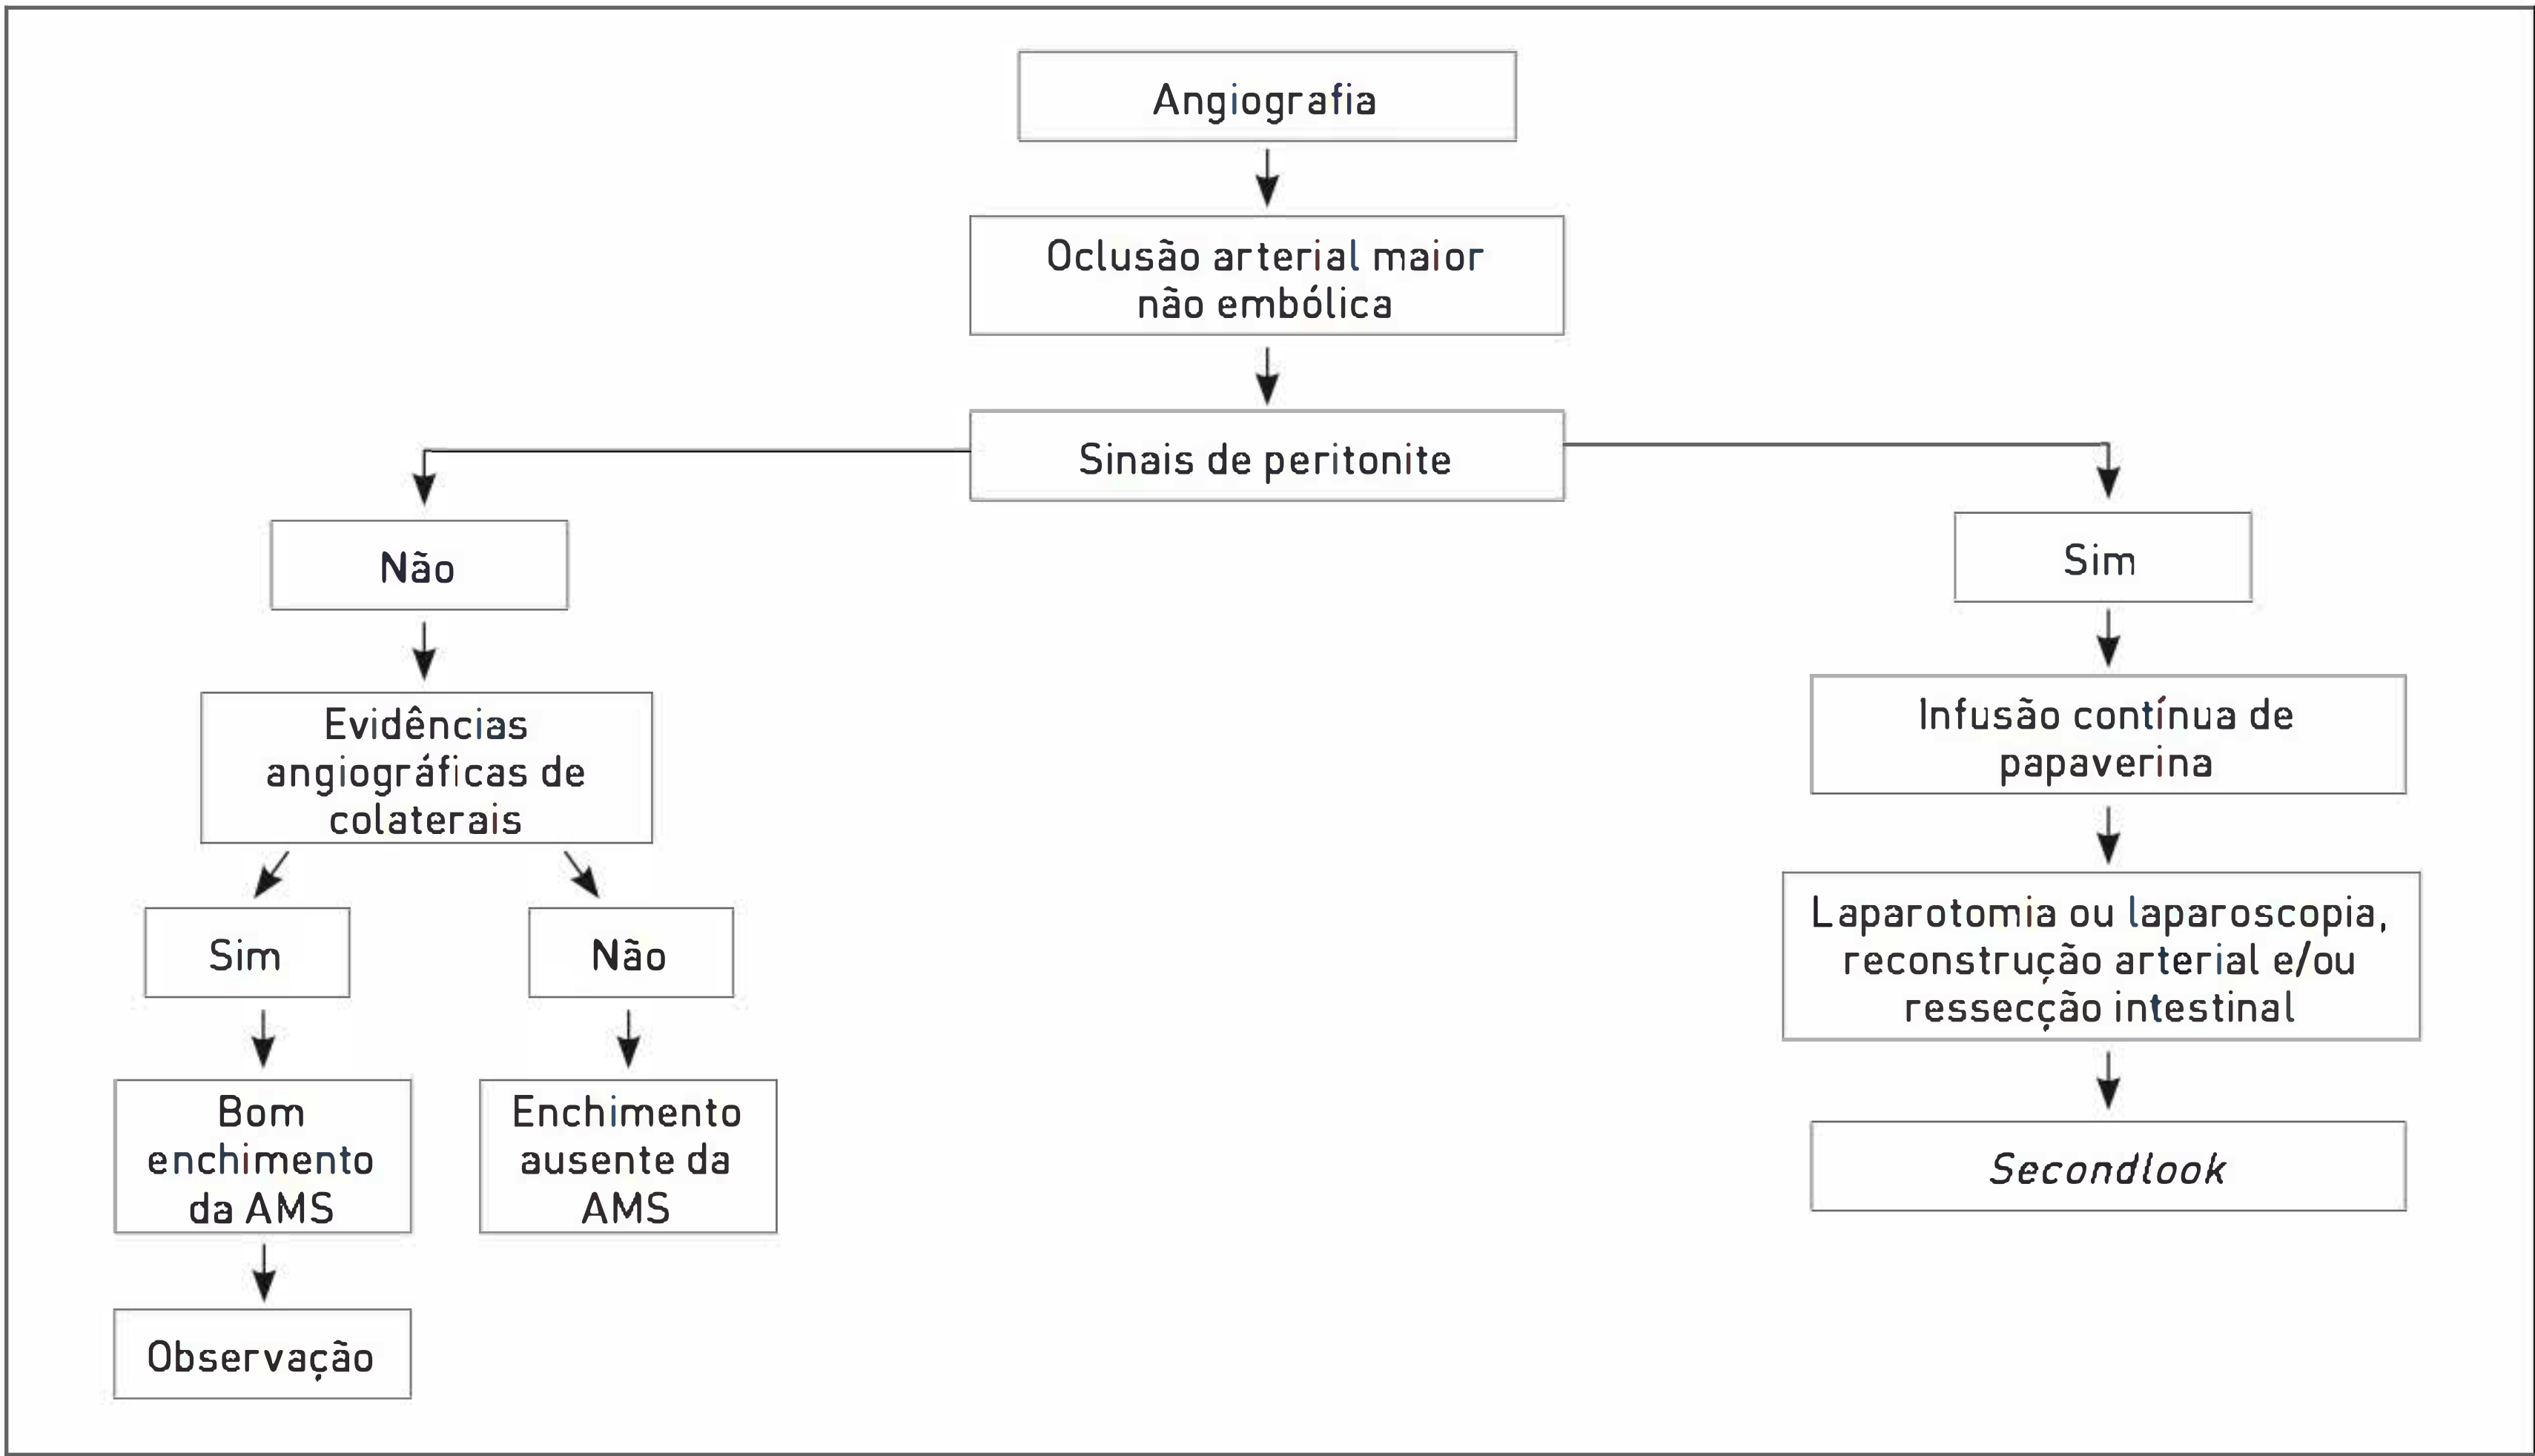 Angiografia
Oclusão arterial maior
não embólica
Sinais de peritonite
Não
Evidências
angiográficas de
colaterais
Sim
Bom
enchimento
da AMS
Observação
Não
Enchimento
ausente da
AMS
Sim
Infusão contínua de
papaverina
Laparotomia ou laparoscopia,
reconstrução arterial e/ou
ressecção intestinal
Secondlook